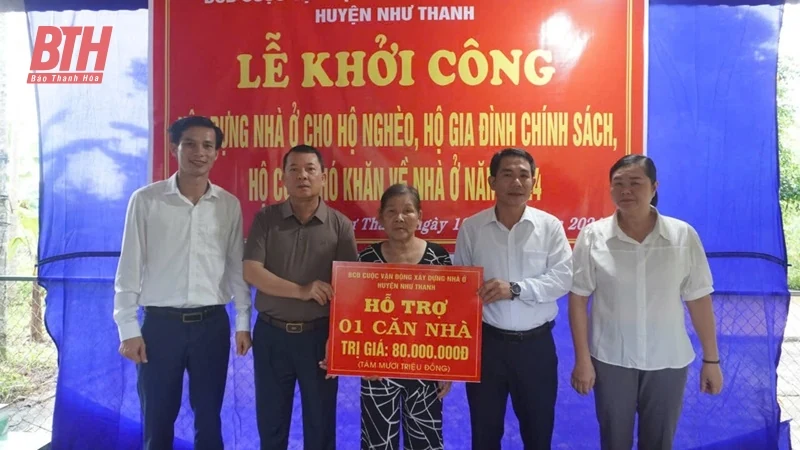 BTH
Báo Thanh Hóa
HUYỆN NHƯ THANH
LỄ KHỞI CÔNG
DỰNG NHÀ Ở CHO HỘ NGHÈO, HỘ GIA ĐÌNH CHÍNH SÁCH,
HỘ KHĂN VỀ NHÀ Ở NĂM
BCĐ CUỘC VẬN ĐỘNG XÂY DỰNG NHÀ Ở
HUYỆN NHƯ THANH
HỖ TRỢ
01 CĂN NHÀ
TRỊ GIÁ: 80.000.000Đ
(TÁM MƯƠI TRIỆU ĐỒNG)